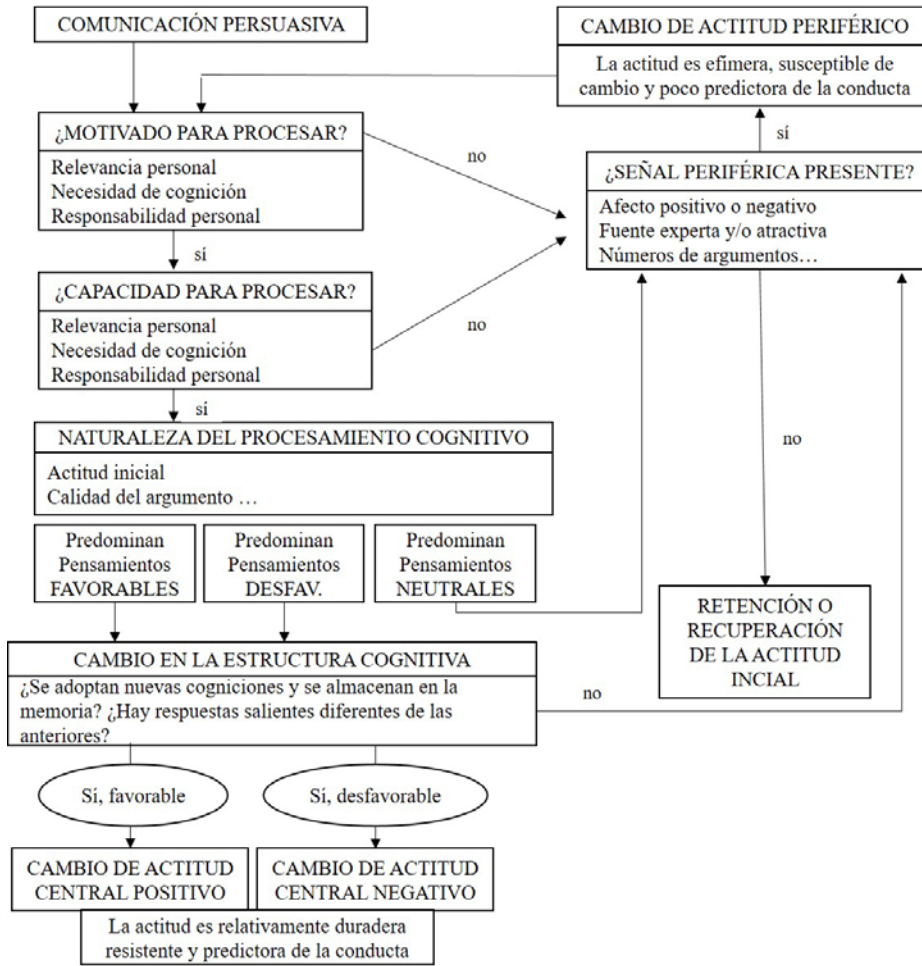 COMUNICACIÓN PERSUASIVA
CAMBIO DE ACTITUD PERIFÉRICO
La actitud es efímera, susceptible de
cambio y poco predictora de la conducta
¿MOTIVADO PARA PROCESAR?
Relevancia personal
Necesidad de cognición
Responsabilidad personal
no
sí
¿SEÑAL PERIFÉRICA PRESENTE?
Afecto positivo o negativo
Fuente experta y/o atractiva
Números de argumentos…
sí
¿CAPACIDAD PARA PROCESAR?
Relevancia personal
Necesidad de cognición
Responsabilidad personal
no
sí
NATURALEZA DEL PROCESAMIENTO COGNITIVO
Actitud inicial
Calidad del argumento …
no
Predominan
Pensamientos
FAVORABLES
Predominan
Pensamientos
DESFAV.
Predominan
Pensamientos
NEUTRALES
RETENCIÓN O
RECUPERACIÓN
DE LA ACTITUD
INCIAL
CAMBIO EN LA ESTRUCTURA COGNITIVA
¿Se adoptan nuevas cogniciones y se almacenan en la
memoria? ¿Hay respuestas salientes diferentes de las
anteriores?
no
Si, favorable
Si, desfavorable
CAMBIO DE ACTITUD
CENTRAL POSITIVO
CAMBIO DE ACTITUD
CENTRAL NEGATIVO
La actitud es relativamente duradera
resistente y predictora de la conducta